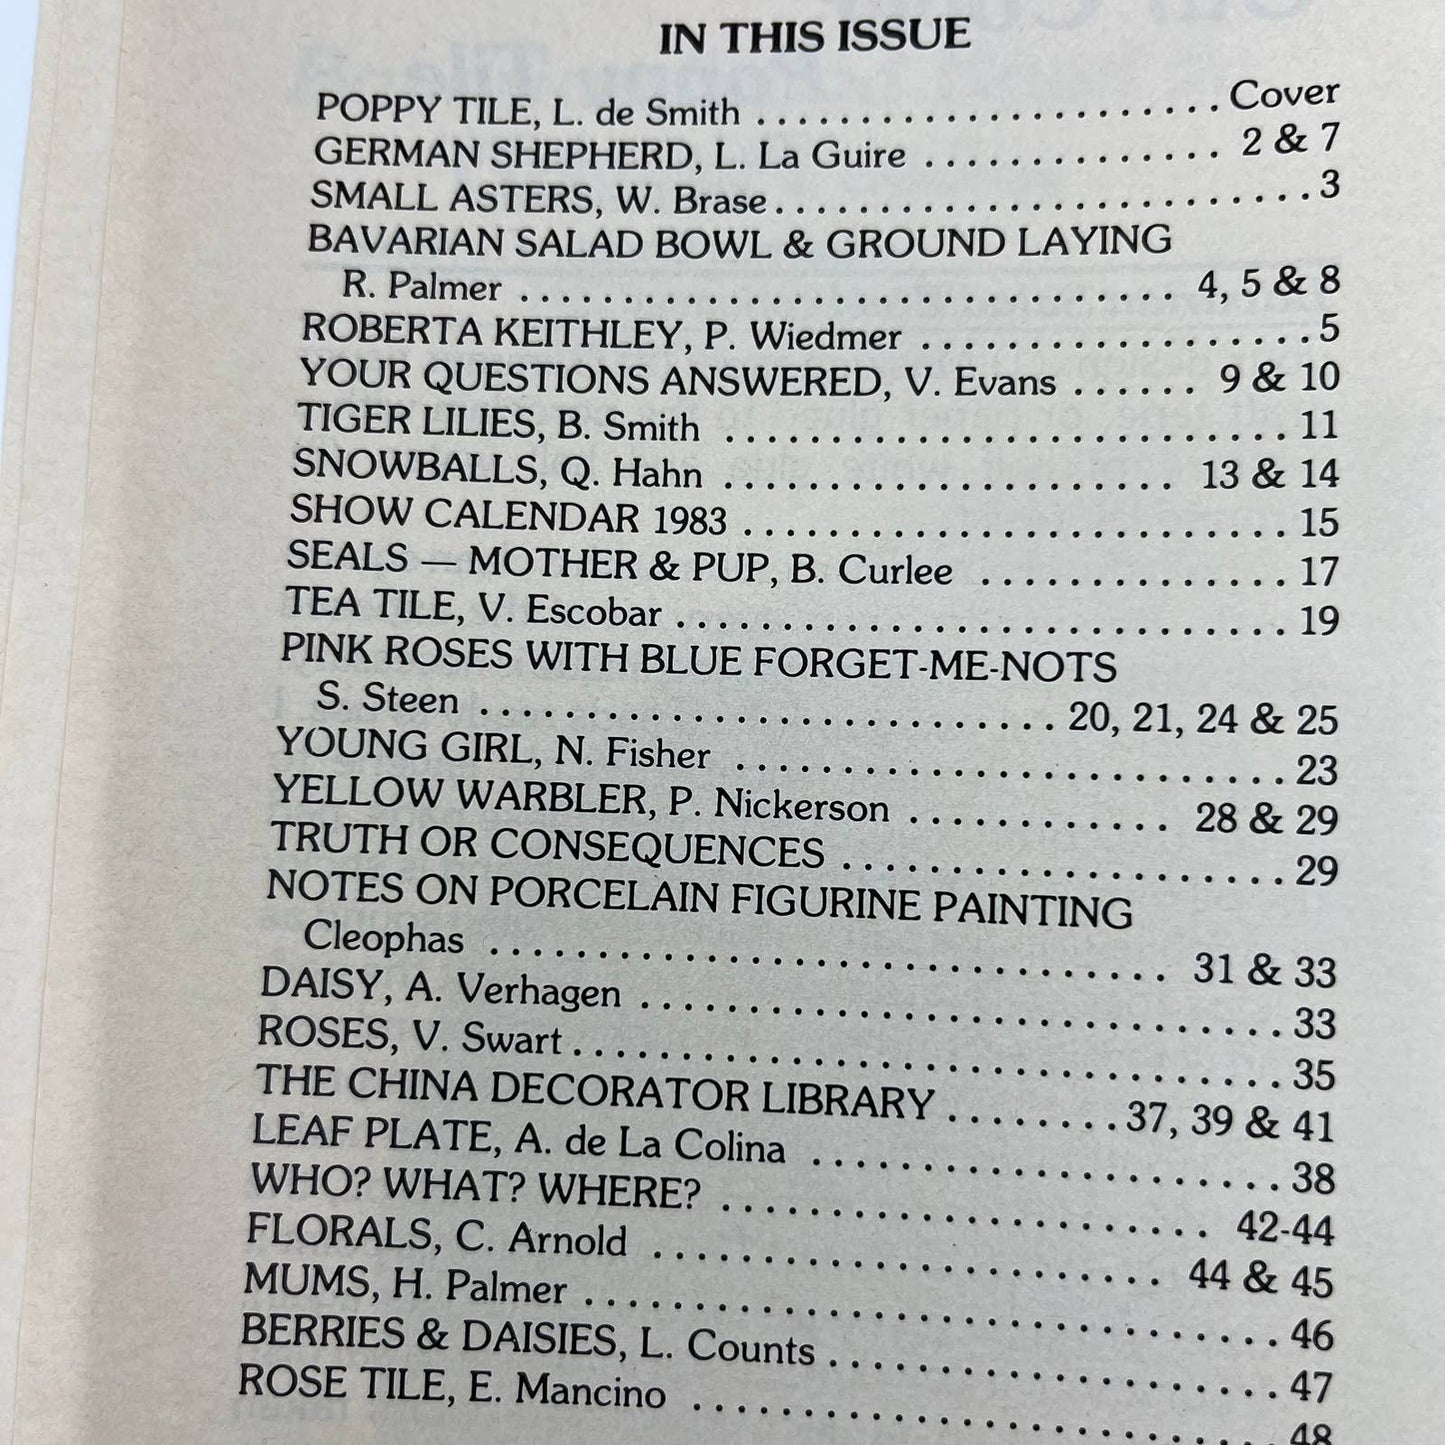 IN THIS ISSUE
POPPY TILE, L. de Smith . . . . . . . . . . . . . . . . . . . . . . Cover
GERMAN SHEPHERD, L. La Guire . . . . . . . . . . . . . . 2 & 7
SMALL ASTERS, W. Brase . . . . . . . . . . . . . . . . . . . . . . . . . . 3
BAVARIAN SALAD BOWL & GROUND LAYING
R. Palmer . . . . . . . . . . . . . . . . . . . . . . . . . . . . . . . 4, 5 & 8
ROBERTA KEITHLEY, P. Wiedmer . . . . . . . . . . . . . . . . . . 5
YOUR QUESTIONS ANSWERED, V. Evans . . . . . . 9 & 10
TIGER LILIES, B. Smith . . . . . . . . . . . . . . . . . . . . . . . . . . . 11
SNOWBALLS, Q. Hahn . . . . . . . . . . . . . . . . . . . . . . 13 & 14
SHOW CALENDAR 1983 . . . . . . . . . . . . . . . . . . . . . . . . . . 15
SEALS — MOTHER & PUP, B. Curlee . . . . . . . . . . . . . . . 17
TEA TILE, V. Escobar . . . . . . . . . . . . . . . . . . . . . . . . . . . . . 19
PINK ROSES WITH BLUE FORGET-ME-NOTS
S. Steen . . . . . . . . . . . . . . . . . . . . . . . . . . . . 20, 21, 24 & 25
YOUNG GIRL, N. Fisher . . . . . . . . . . . . . . . . . . . . . . . . . . . 23
YELLOW WARBLER, P. Nickerson . . . . . . . . . . . . . 28 & 29
TRUTH OR CONSEQUENCES . . . . . . . . . . . . . . . . . . . . . 29
NOTES ON PORCELAIN FIGURINE PAINTING
Cleophas . . . . . . . . . . . . . . . . . . . . . . . . . . . . . . . . 31 & 33
DAISY, A. Verhagen . . . . . . . . . . . . . . . . . . . . . . . . . . . . . . 33
ROSES, V. Swart . . . . . . . . . . . . . . . . . . . . . . . . . . . . . . . . . 35
THE CHINA DECORATOR LIBRARY . . . . . . . . 37, 39 & 41
LEAF PLATE, A. de La Colina . . . . . . . . . . . . . . . . . . . . . . 38
WHO? WHAT? WHERE? . . . . . . . . . . . . . . . . . . . . . . . 42-44
FLORALS, C. Arnold . . . . . . . . . . . . . . . . . . . . . . . . 44 & 45
MUMS, H. Palmer . . . . . . . . . . . . . . . . . . . . . . . . . . . . . . . . 46
BERRIES & DAISIES, L. Counts . . . . . . . . . . . . . . . . . . . . . 47
ROSE TILE, E. Mancino . . . . . . . . . . . . . . . . . . . . . . . . . . . 48